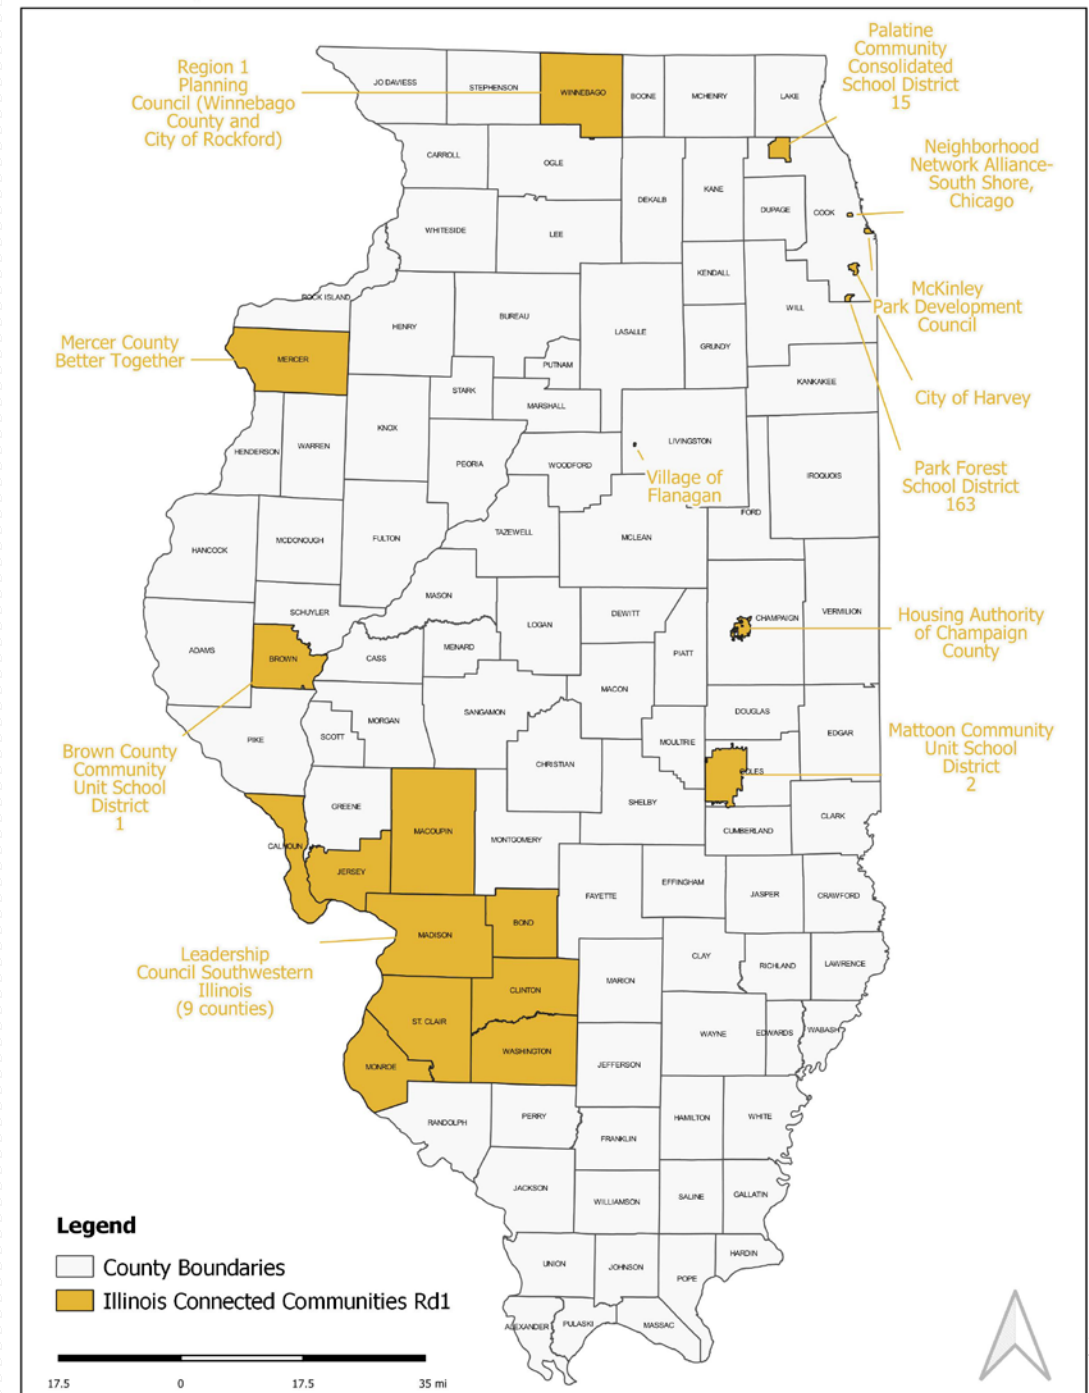 Palatine
Community
Consolidated
School District
15
Region 1
Planning
Council (Winnebago
County and
City of Rockford)
JO DAVIESS
STEPHENSON
WINNEBAGO
BOONE
MCHENRY
LAKE
Neighborhood
Network Alliance-
South Shore,
Chicago
CARROLL
OGLE
DEKALB
KANE
DUPAGE
COOK
WHITESIDE
LEE
KENDALL
McKinley
Park Development
Council
ROCK ISLAND
HENRY
BUREAU
LASALLE
GRUNDY
WILL
Mercer County
Better Together
MERCER
PUTNAM
STARK
KANKAKEE
City of Harvey
MARSHALL
KNOX
HENDERSON
WARREN
PEORIA
WOODFORD
LIVINGSTON
IROQUOIS
Village of
Flanagan
Park Forest
School District
163
FORD
HANCOCK
MCDONOUGH
FULTON
TAZEWELL
MCLEAN
MASON
SCHUYLER
LOGAN
DEWITT
CHAMPAIGN
VERMILION
Housing Authority
of Champaign
County
ADAMS
BROWN
CASS
MENARD
PIATT
MACON
SANGAMON
DOUGLAS
MORGAN
SCOTT
PIKE
MOULTRIE
EDGAR
Mattoon Community
Unit School
District
2
Brown County
Community
Unit School
District
1
CHRISTIAN
COLES
SHELBY
GREENE
CLARK
MACOUPIN
MONTGOMERY
CUMBERLAND
CALHOUN
JERSEY
FAYETTE
EFFINGHAM
JASPER
CRAWFORD
MADISON
BOND
Leadership
Council Southwestern
Illinois
(9 counties)
CLAY
RICHLAND
LAWRENCE
MARION
CLINTON
ST. CLAIR
WAYNE
EDWARDS
WABASH
WASHINGTON
JEFFERSON
MONROE
RANDOLPH
PERRY
HAMILTON
WHITE
FRANKLIN
JACKSON
WILLIAMSON
SALINE
GALLATIN
Legend
County Boundaries
Illinois Connected Communities Rd1
UNION
JOHNSON
POPE
HARDIN
ALEXANDER
PULASKI
MASSAC
17.5 0 17.5 35 mi